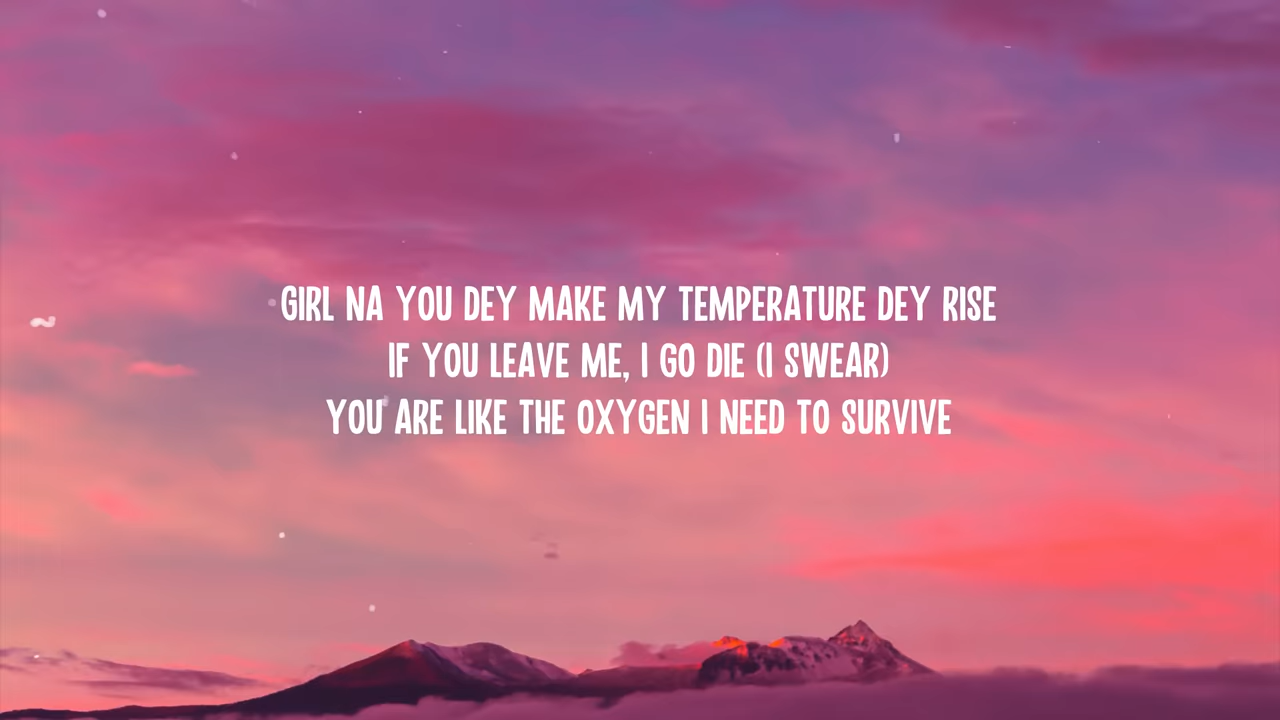 GIRL NA YOU DEY MAKE MY TEMPERATURE DEY RISE
IF YOU LEAVE ME, I GO DIE (I SWEAR)
YOU ARE LIKE THE OXYGEN I NEED TO SURVIVE